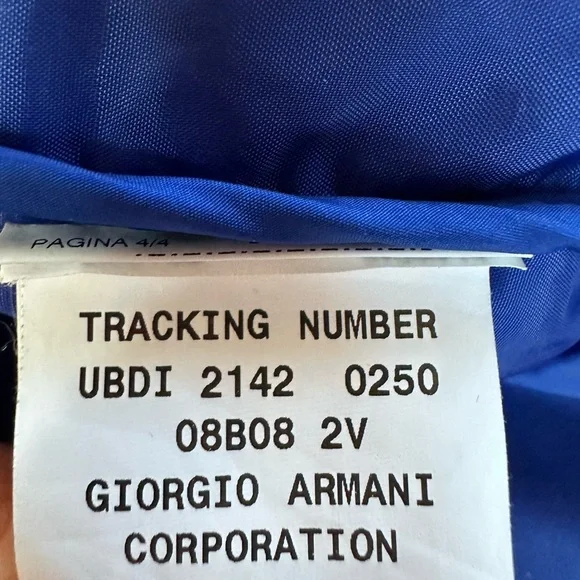 PAGINA 4/4
TRACKING NUMBER
UBDI 2142 0250
08B08 2V
GIORGIO ARMANI
CORPORATION